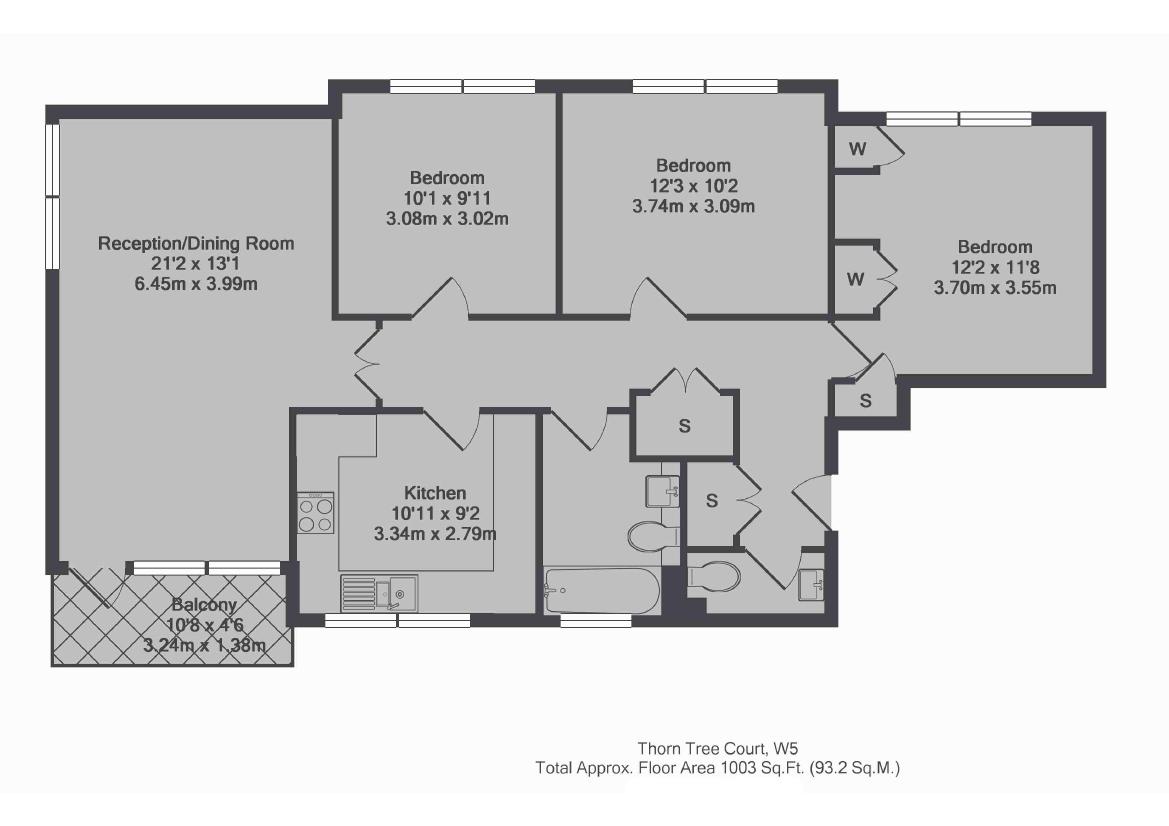 Bedroom
10'1 x 9'11
3.08m x 3.02m
Bedroom
12'3 x 10'2
3.74m x 3.09m
W
Reception/Dining Room
21'2 x 13'1
6.45m x 3.99m
W
Bedroom
12'2 x 11'8
3.70m x 3.55m
S
S
Kitchen
10'11 x 9'2
3.34m x 2.79m
S
Balcony
10'8 x 4'6
3.24m x 1.38m
Thorn Tree Court, W5
Total Approx. Floor Area 1003 Sq.Ft. (93.2 Sq.M.)